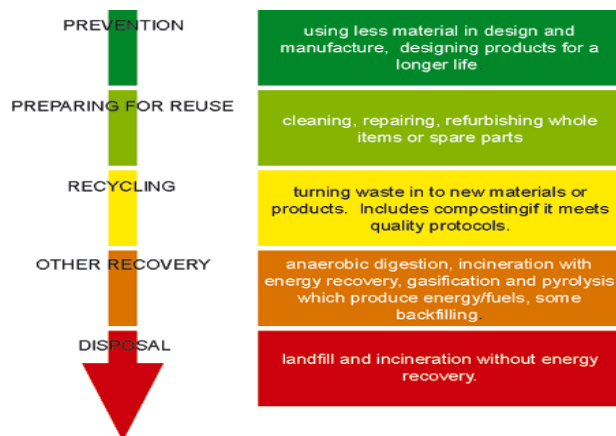 PREVENTION
using less material in design and
manufacture, designing products for a
longer life
PREPARING FOR REUSE
cleaning, repairing, refurbishing whole
items or spare parts
RECYCLING
turning waste in to new materials or
products. Includes compostingif it meets
quality protocols.
OTHER RECOVERY
anaerobic digestion, incineration with
energy recovery, gasification and pyrolysis
which produce energy/fuels, some
backfilling.
DISPOSAL
landfill and incineration without energy
recovery.